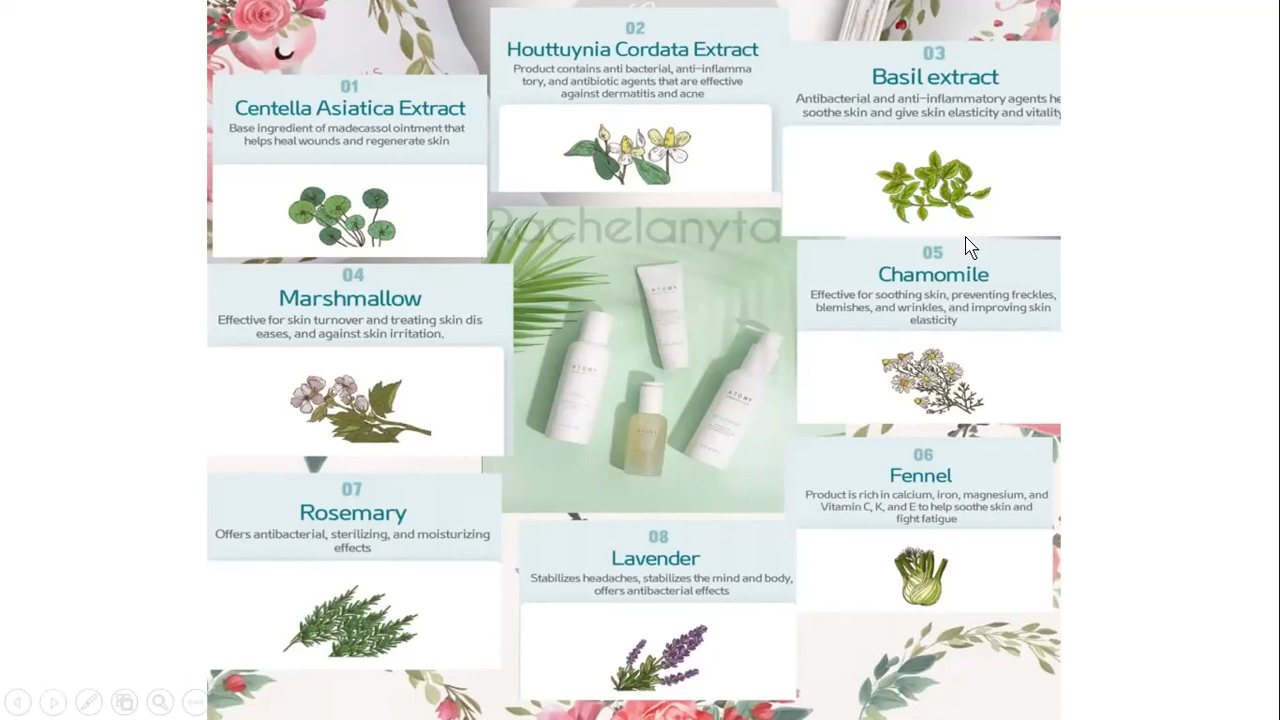 01
Centella Asiatica Extract
Base ingredient of madecassol ointment that
helps heal wounds and regenerate skin
02
Houttuynia Cordata Extract
Product contains anti bacterial, anti-inflamma
tory, and antibiotic agents that are effective
against dermatitis and acne
03
Basil extract
Antibacterial and anti-inflammatory agents he
soothe skin and give skin elasticity and vitality
04
Marshmallow
Effective for skin turnover and treating skin dis
eases, and against skin irritation.
Rachelanyta
ATOMY
ATOMY
ATOMY
05
Chamomile
Effective for soothing skin, preventing freckles,
blemishes, and wrinkles, and improving skin
elasticity
06
Fennel
Product is rich in calcium, iron, magnesium, and
Vitamin C, K, and E to help soothe skin and
fight fatigue
07
Rosemary
Offers antibacterial, sterilizing, and moisturizing
effects
08
Lavender
Stabilizes headaches, stabilizes the mind and body,
offers antibacterial effects